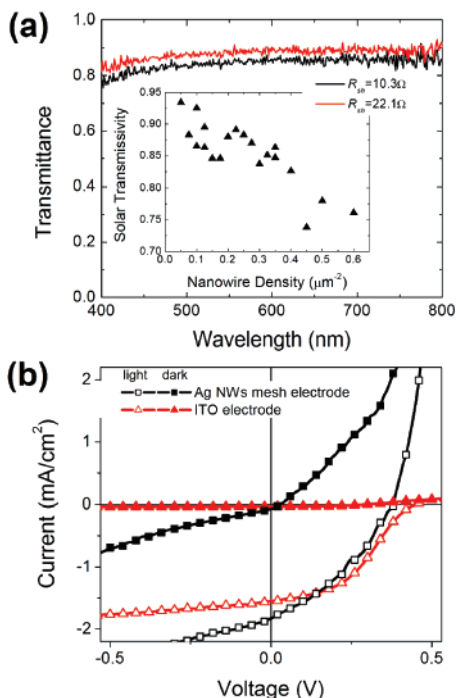 (a)
1.0
0.8
0.6
0.4
0.2
0.0
Transmittance
R_se=10.3Ω
R_se=22.1Ω
0.95
0.90
0.85
0.80
0.75
0.70
Solar Transmissivity
0.0 0.1 0.2 0.3 0.4 0.5 0.6
Nanowire Density (μm⁻²)
400 500 600 700 800
Wavelength (nm)
(b)
light dark
Ag NWs mesh electrode
ITO electrode
2
1
0
-1
-2
Current (mA/cm²)
-0.5 0.0 0.5
Voltage (V)